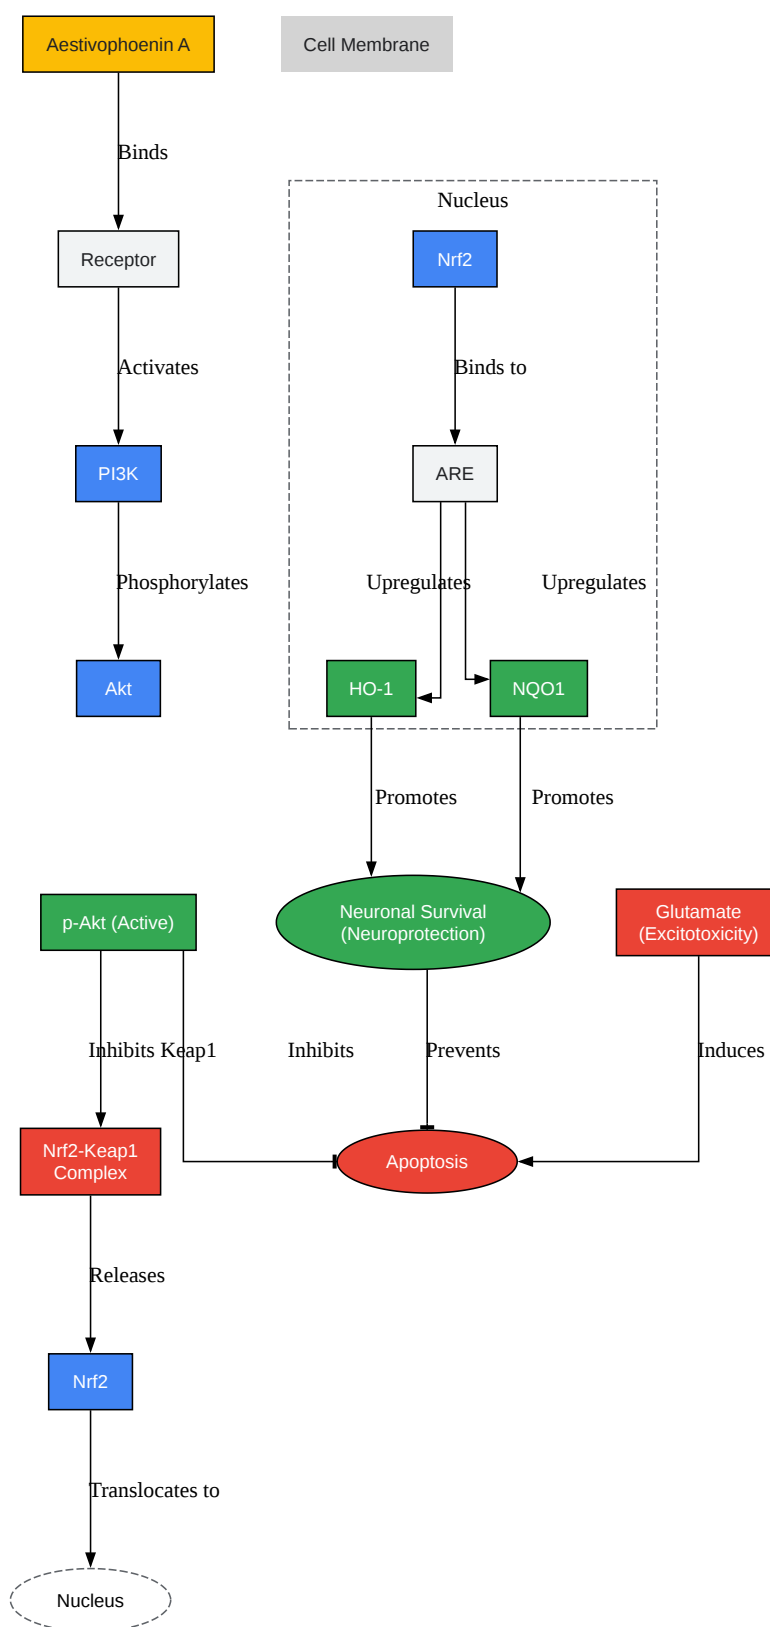 Aestivophoenin A
Cell Membrane
Binds
Nucleus
Receptor
Nrf2
Activates
Binds to
PI3K
ARE
Phosphorylates
Upregulates
Upregulates
Akt
HO-1
NQO1
Promotes
Promotes
p-Akt (Active)
Neuronal Survival
(Neuroprotection)
Glutamate
(Excitotoxicity)
Inhibits Keap1
Inhibits
Prevents
Induces
Nrf2-Keap1
Complex
Apoptosis
Releases
Nrf2
Translocates to
Nucleus